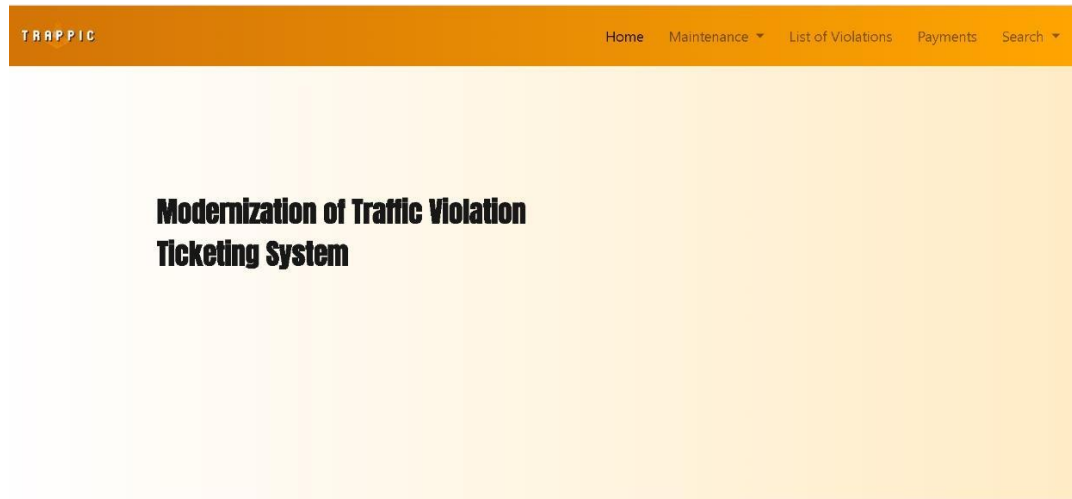 TRAPPIC
Home Maintenance List of Violations Payments Search
Modernization of Traffic Violation
Ticketing System